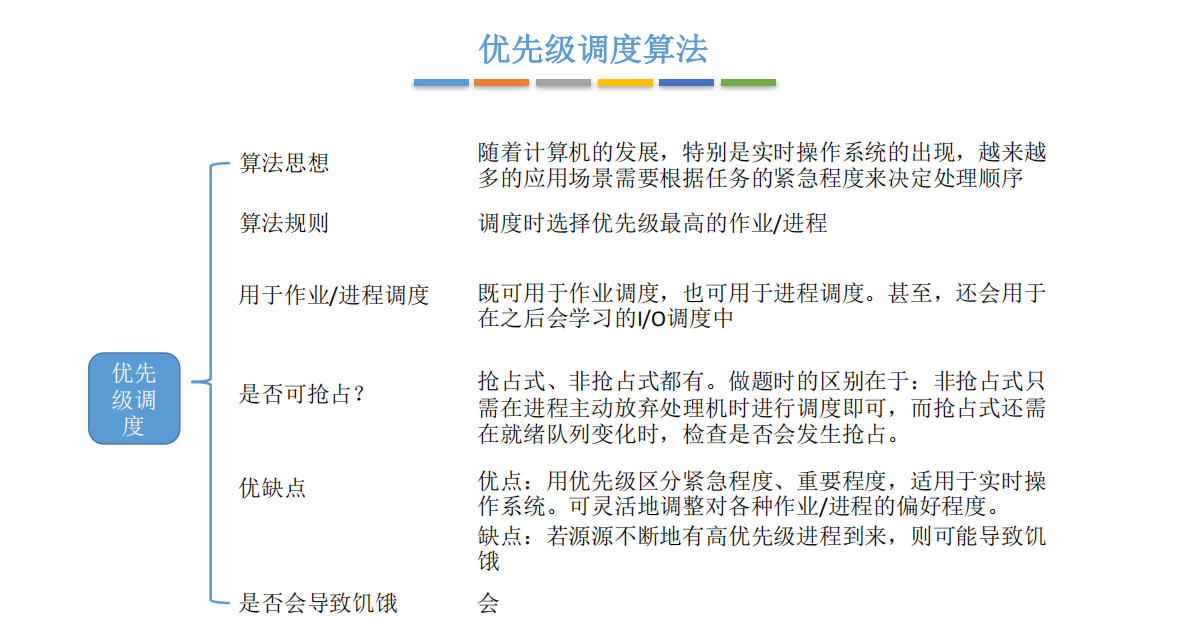 优先级调度算法
算法思想
随着计算机的发展，特别是实时操作系统的出现，越来越
多的应用场景需要根据任务的紧急程度来决定处理顺序
算法规则
调度时选择优先级最高的作业/进程
用于作业/进程调度
既可用于作业调度，也可用于进程调度。甚至，还会用于
在之后会学习的I/O调度中
优先
级调
度
是否可抢占？
抢占式、非抢占式都有。做题时的区别在于：非抢占式只
需在进程主动放弃处理机时进行调度即可，而抢占式还需
在就绪队列变化时，检查是否会发生抢占。
优缺点
优点：用优先级区分紧急程度、重要程度，适用于实时操
作系统。可灵活地调整对各种作业/进程的偏好程度。
缺点：若源源不断地有高优先级进程到来，则可能导致饥
饿
是否会导致饥饿
会